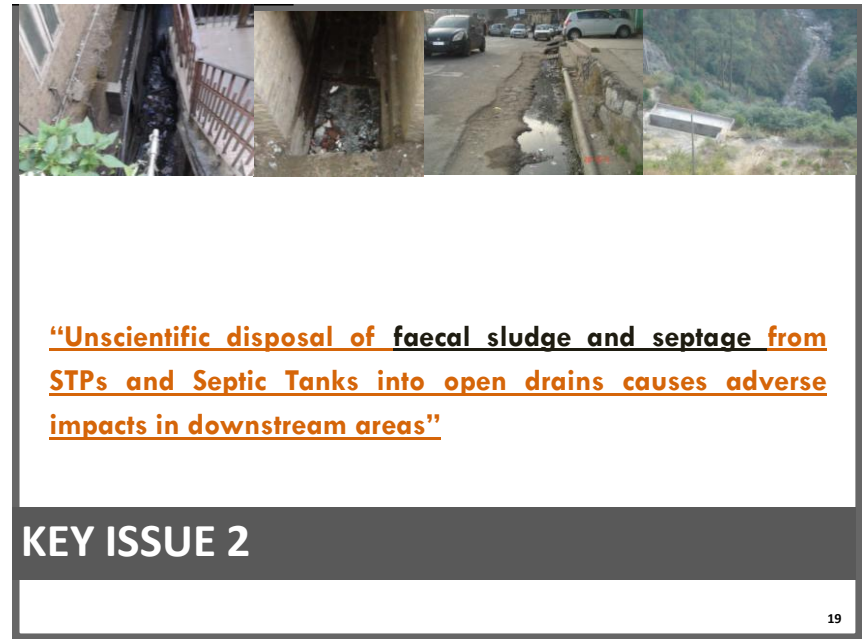 “Unscientific disposal of faecal sludge and septage from
STPs and Septic Tanks into open drains causes adverse
impacts in downstream areas”
KEY ISSUE 2
19